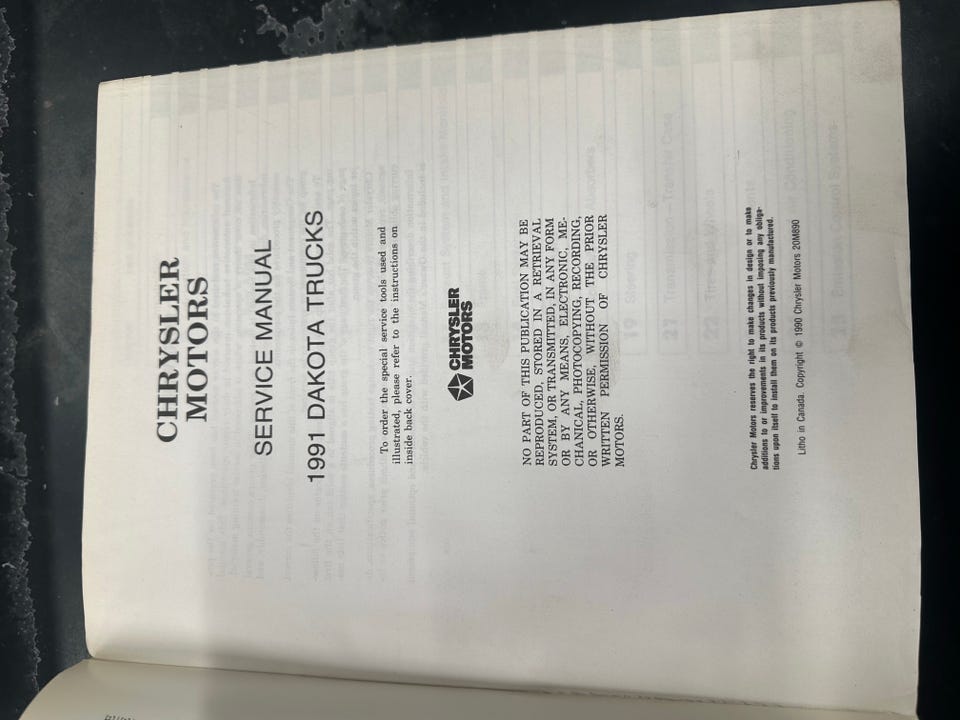 CHRYSLER
MOTORS
SERVICE MANUAL
1991 DAKOTA TRUCKS
To order the special service tools used and
illustrated, please refer to the instructions on
inside back cover.
CHRYSLER
MOTORS
NO PART OF THIS PUBLICATION MAY BE
REPRODUCED, STORED IN A RETRIEVAL
SYSTEM, OR TRANSMITTED, IN ANY FORM
OR BY ANY MEANS, ELECTRONIC, ME-
CHANICAL, PHOTOCOPYING, RECORDING,
OR OTHERWISE, WITHOUT THE PRIOR
WRITTEN PERMISSION OF CHRYSLER
MOTORS.
Chrysler Motors reserves the right to make changes in design or to make
additions to or improvements in its products without imposing any obliga-
tions upon itself to install them on its products previously manufactured.
Litho in Canada. Copyright © 1990 Chrysler Motors 20M890